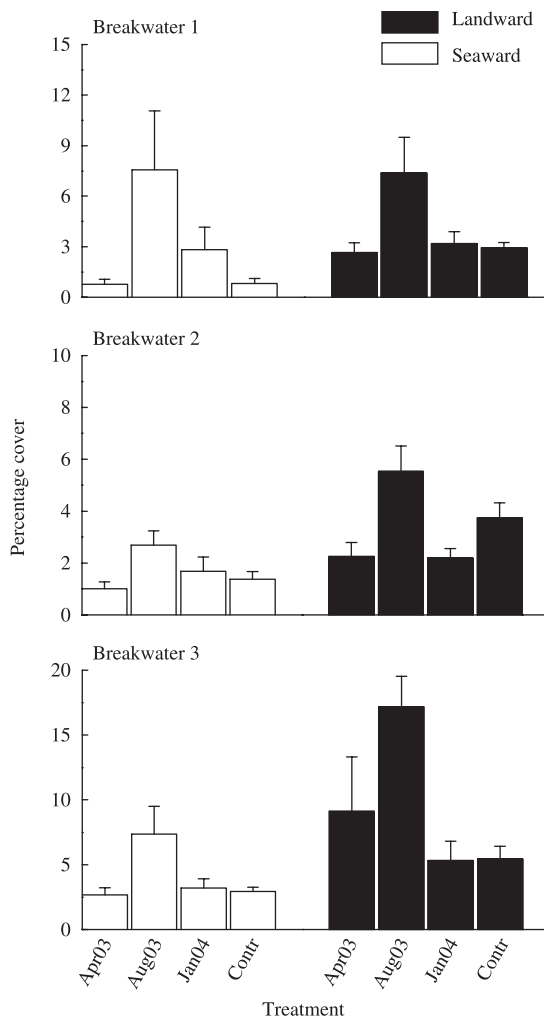 Breakwater 1
Landward
Seaward
15
12
9
6
3
0
Breakwater 2
10
8
6
4
2
0
Percentage cover
Breakwater 3
20
15
10
5
0
Apr03 Aug03 Jan04 Contr Apr03 Aug03 Jan04 Contr
Treatment